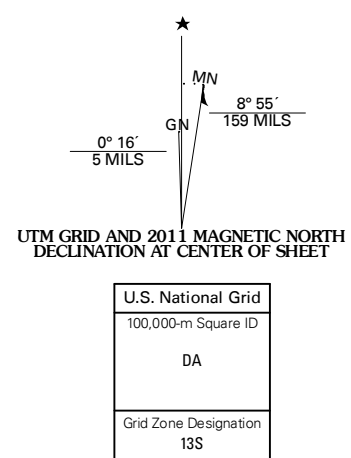 ★
MN
GN
8° 55´
159 MILS
0° 16´
5 MILS
UTM GRID AND 2011 MAGNETIC NORTH
DECLINATION AT CENTER OF SHEET
U.S. National Grid
100,000-m Square ID
DA
Grid Zone Designation
13S